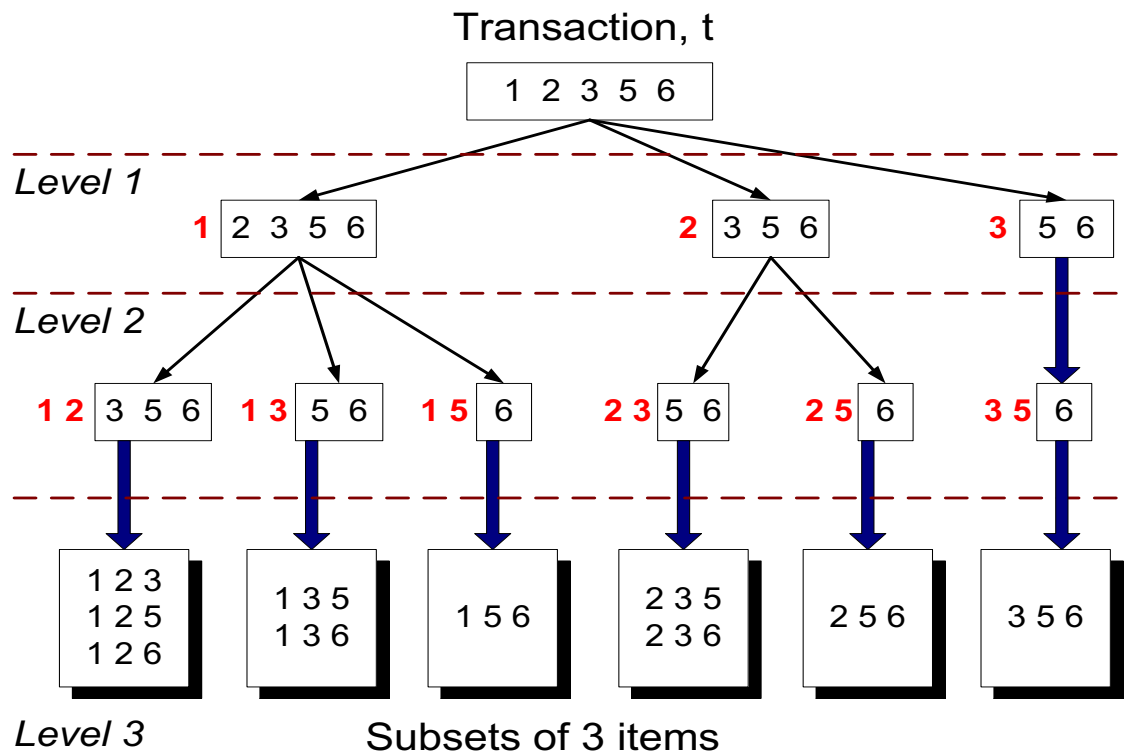 Transaction, t
1 2 3 5 6
Level 1
1 2 3 5 6
2 3 5 6
3 5 6
Level 2
1 2 3 5 6
1 3 5 6
1 5 6
2 3 5 6
2 5 6
3 5 6
1 2 3
1 2 5
1 2 6
1 3 5
1 3 6
1 5 6
2 3 5
2 3 6
2 5 6
3 5 6
Level 3
Subsets of 3 items